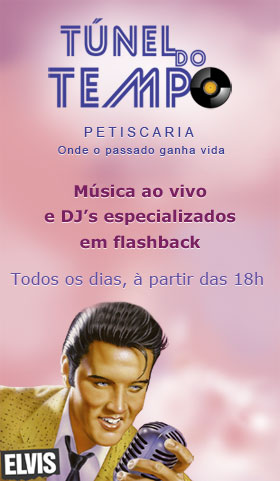 TÚNEL
DO
TEMPO
PETISCARIA
Onde o passado ganha vida
Música ao vivo
e DJ's especializados
em flashback
Todos os dias, à partir das 18h
ELVIS